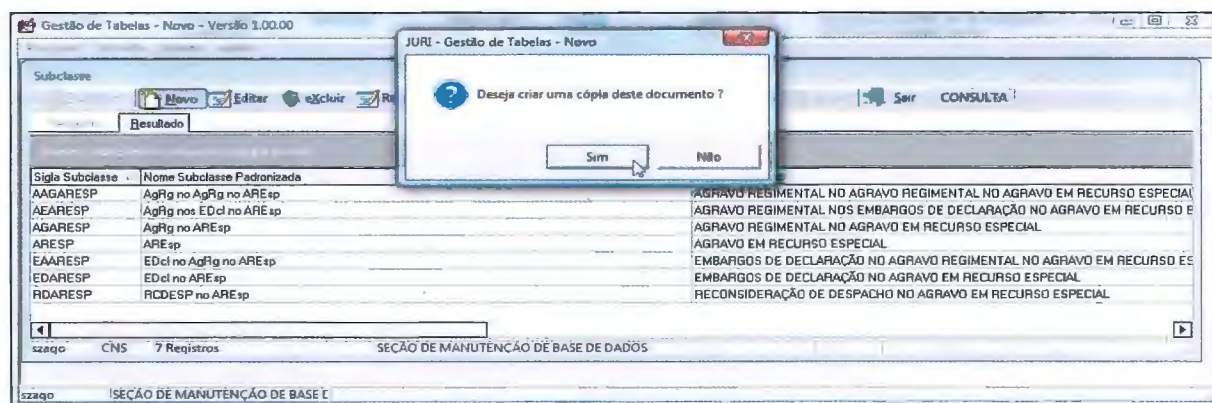 Gestão de Tabelas - Novo - Versão 1.00.00
JURI - Gestão de Tabelas - Novo
Subclasse
Novo Editar eXcluir
Deseja criar uma cópia deste documento ?
Sair CONSULTA
Resultado
Sim Não
Sigla Subclasse Nome Subclasse Padronizada
AAGARESP AgRg no AgRg no AREsp AGRAVO REGIMENTAL NO AGRAVO REGIMENTAL NO AGRAVO EM RECURSO ESPECIAL
AEARESP AgRg nos EDcl no AREsp AGRAVO REGIMENTAL NOS EMBARGOS DE DECLARAÇÃO NO AGRAVO EM RECURSO E
AGARESP AgRg no AREsp AGRAVO REGIMENTAL NO AGRAVO EM RECURSO ESPECIAL
ARESP AREsp AGRAVO EM RECURSO ESPECIAL
EAARESP EDcl no AgRg no AREsp EMBARGOS DE DECLARAÇÃO NO AGRAVO REGIMENTAL NO AGRAVO EM RECURSO ES
EDARESP EDcl no AREsp EMBARGOS DE DECLARAÇÃO NO AGRAVO EM RECURSO ESPECIAL
RDARESP RCDESP no AREsp RECONSIDERAÇÃO DE DESPACHO NO AGRAVO EM RECURSO ESPECIAL
szago CNS 7 Registros SEÇÃO DE MANUTENÇÃO DE BASE DE DADOS
szago SEÇÃO DE MANUTENÇÃO DE BASE D